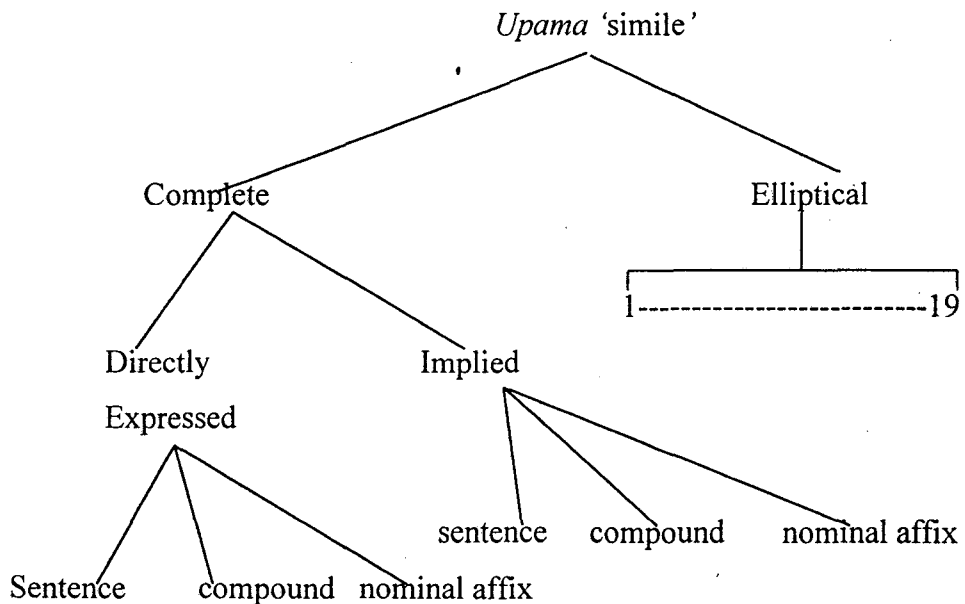 Upama ‘simile’
Complete Elliptical
1-----------------------------19
Directly Implied
Expressed
sentence compound nominal affix
Sentence compound nominal affix